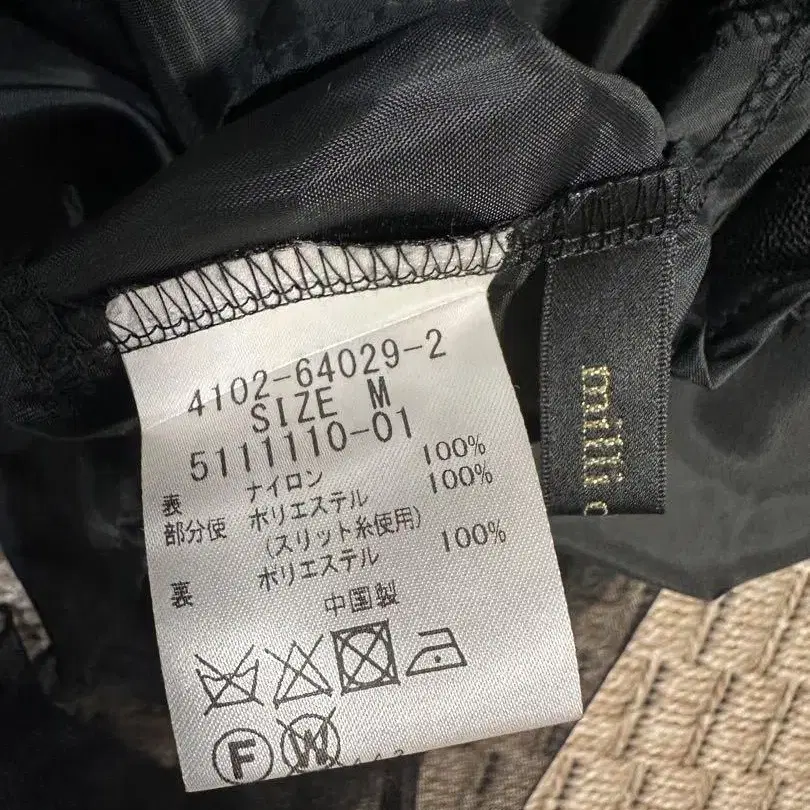 4102-64029-2
SIZE M
5111110-01
表 ナイロン 100%
部分使 ポリエステル 100%
(スリット糸使用)
裏 ポリエステル 100%
中国製
F W
milli